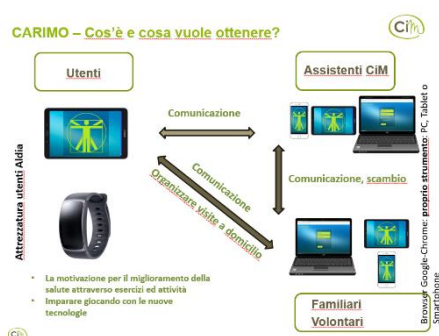 CARIMO – Cos'è e cosa vuole ottenere?
CiM
Utenti
Assistenti CiM
Comunicazione
Attrezzatura utenti Aldia
Comunicazione
Organizzare visite a domicilio
Comunicazione, scambio
Browser Google-Chrome: proprio strumento: PC, Tablet o
Smartphone
• La motivazione per il miglioramento della
salute attraverso esercizi ed attività
• Imparare giocando con le nuove
tecnologie
Familiari
Volontari
CiM